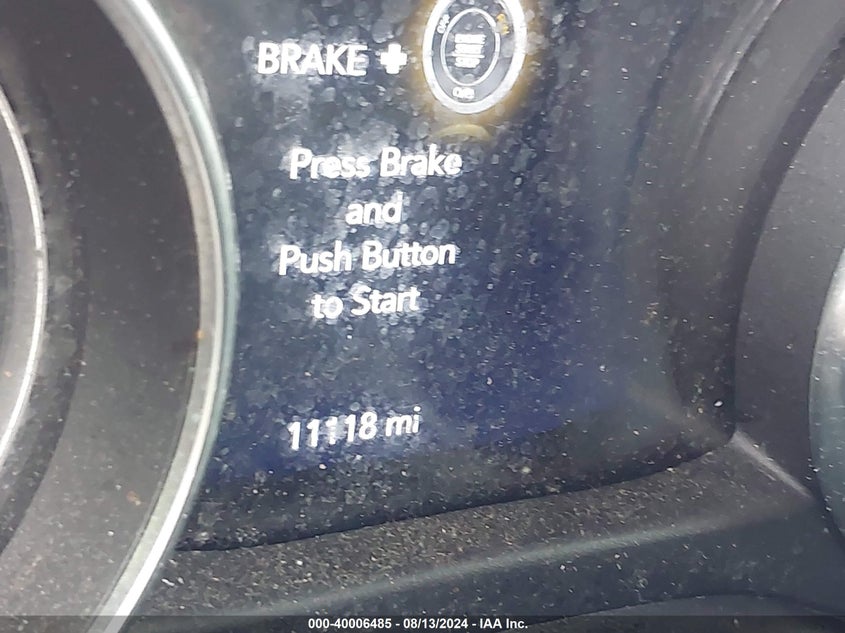 BRAKE +
Press Brake
and
Push Button
to Start
11118 mi
000-40006485 - 08/13/2024 - IAA Inc.